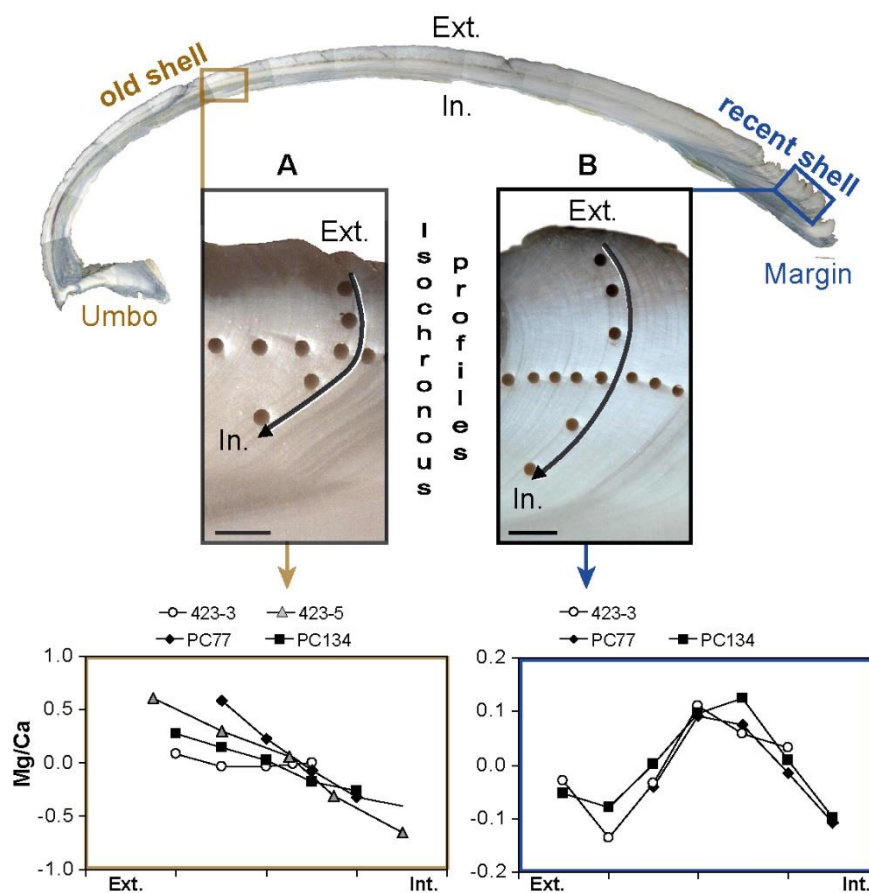 Ext.
old shell
In.
recent shell
A
B
Umbo
Margin
Isochronous
profiles
Ext.
In.
Ext.
In.
423-3
423-5
PC77
PC134
Mg/Ca
1.0
0.5
0.0
-0.5
-1.0
Ext.
Int.
423-3
PC77
PC134
0.2
0.1
0.0
-0.1
-0.2
Ext.
Int.